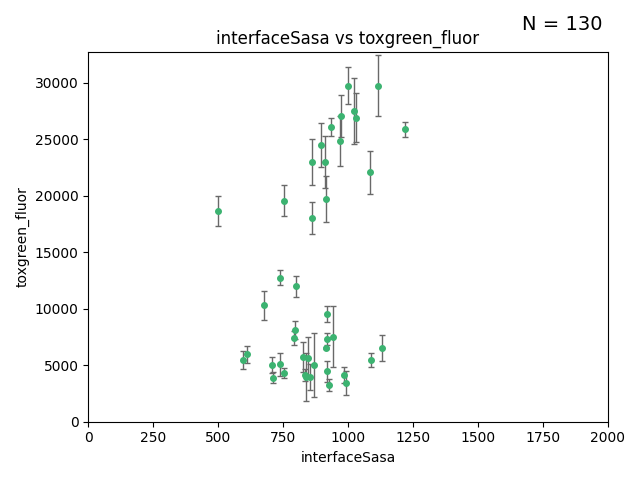 N = 130
interfaceSasa vs toxgreen_fluor
30000
25000
20000
15000
10000
5000
0
toxgreen_fluor
0 250 500 750 1000 1250 1500 1750 2000
interfaceSasa